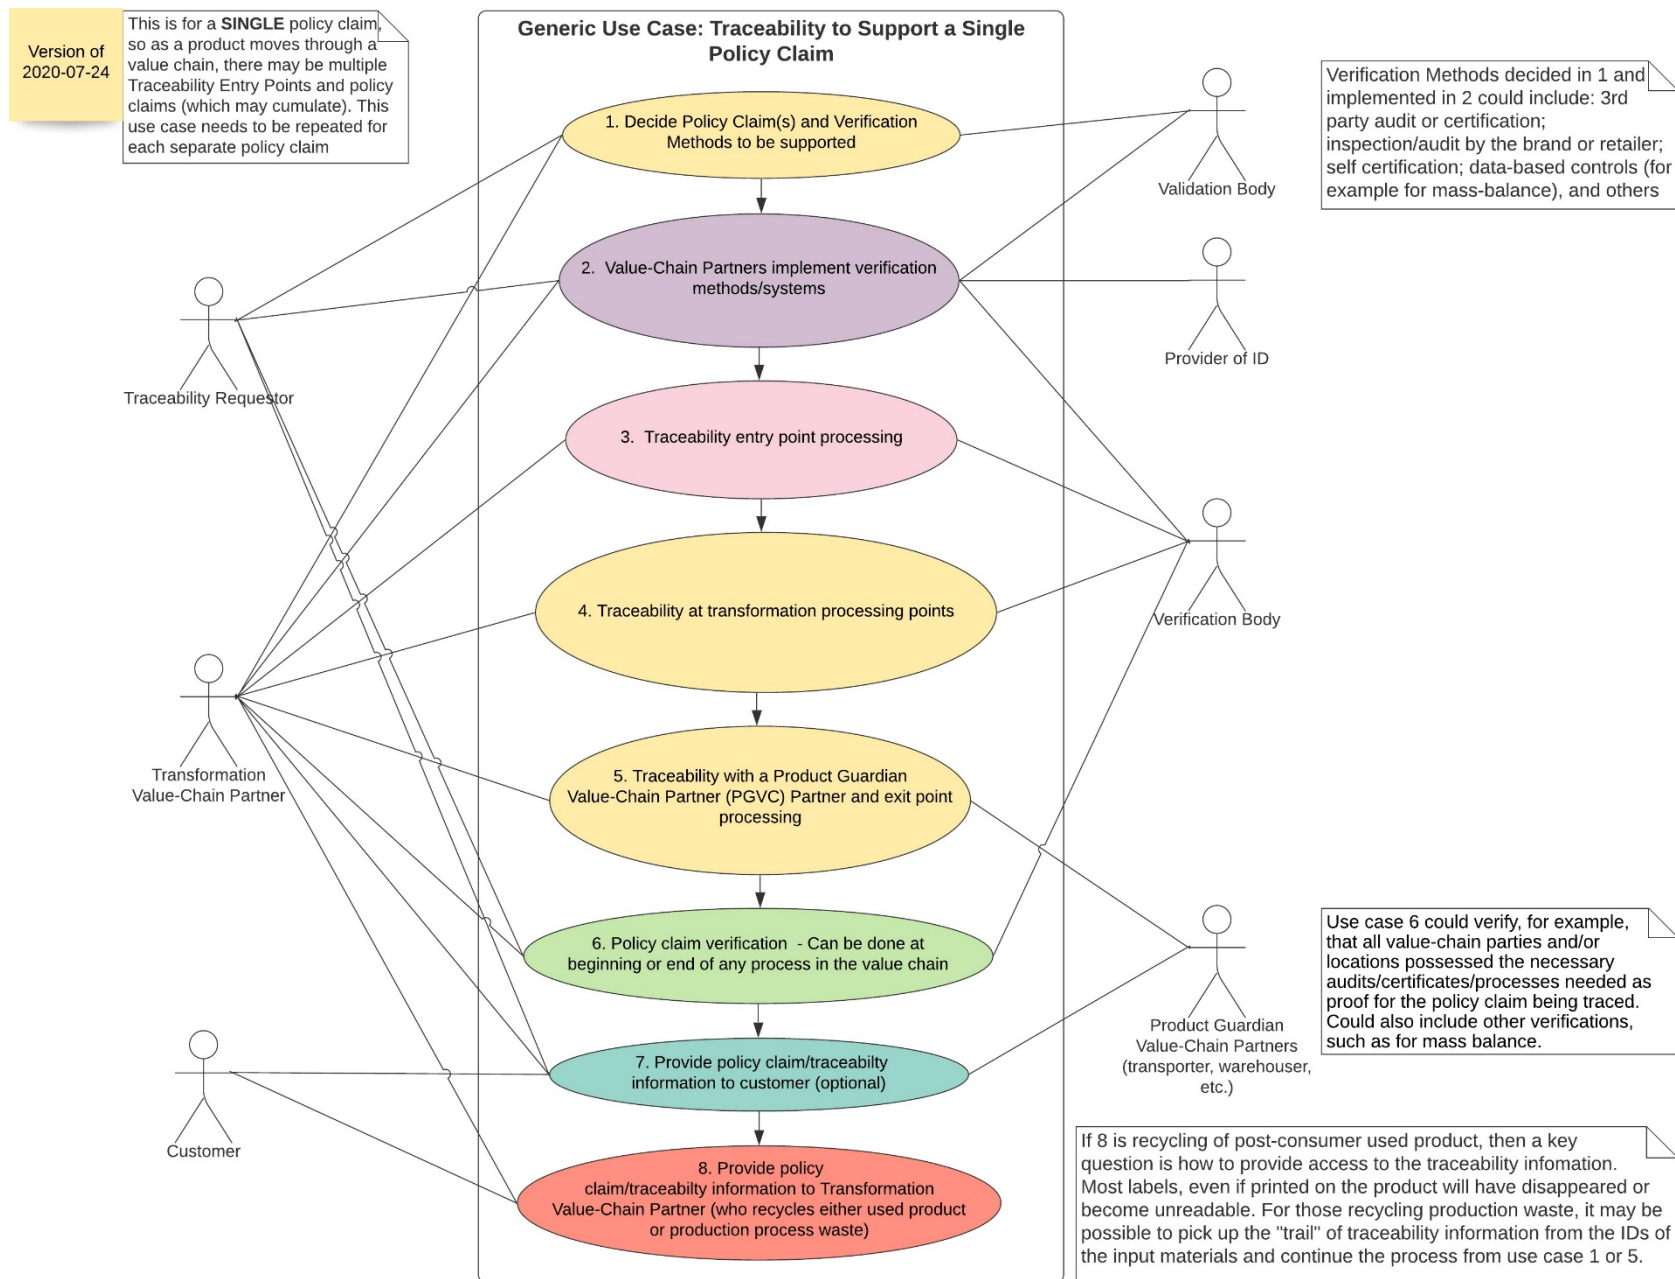 Version of
2020-07-24
This is for a SINGLE policy claim,
so as a product moves through a
value chain, there may be multiple
Traceability Entry Points and policy
claims (which may cumulate). This
use case needs to be repeated for
each separate policy claim
Generic Use Case: Traceability to Support a Single
Policy Claim
Verification Methods decided in 1 and
implemented in 2 could include: 3rd
party audit or certification;
inspection/audit by the brand or retailer;
self certification; data-based controls (for
example for mass-balance), and others
1. Decide Policy Claim(s) and Verification
Methods to be supported
Validation Body
2. Value-Chain Partners implement verification
methods/systems
Provider of ID
Traceability Requestor
3. Traceability entry point processing
4. Traceability at transformation processing points
Verification Body
Transformation
Value-Chain Partner
5. Traceability with a Product Guardian
Value-Chain Partner (PGVC) Partner and exit point
processing
6. Policy claim verification - Can be done at
beginning or end of any process in the value chain
Use case 6 could verify, for example,
that all value-chain parties and/or
locations possessed the necessary
audits/certificates/processes needed as
proof for the policy claim being traced.
Could also include other verifications,
such as for mass balance.
Product Guardian
Value-Chain Partners
(transporter, warehouser,
etc.)
7. Provide policy claim/traceabilty
information to customer (optional)
Customer
8. Provide policy
claim/traceabilty information to Transformation
Value-Chain Partner (who recycles either used product
or production process waste)
If 8 is recycling of post-consumer used product, then a key
question is how to provide access to the traceability infomation.
Most labels, even if printed on the product will have disappeared or
become unreadable. For those recycling production waste, it may be
possible to pick up the "trail" of traceability information from the IDs of
the input materials and continue the process from use case 1 or 5.